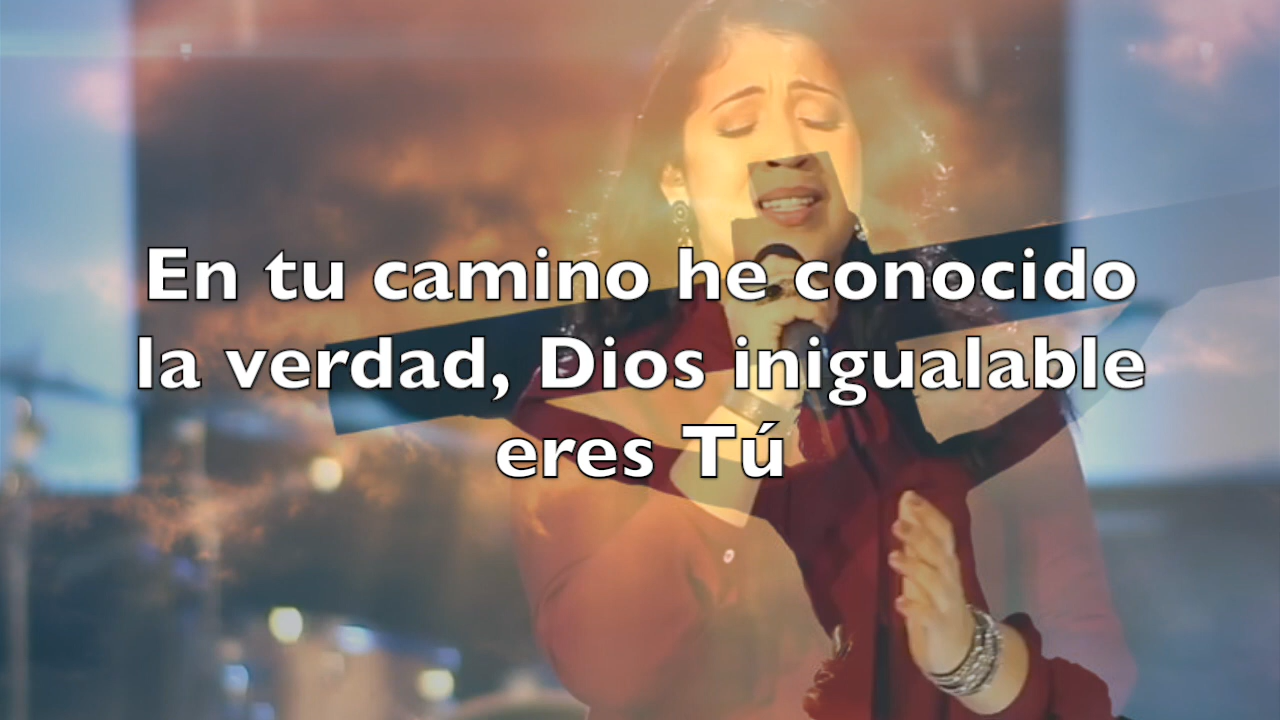 En tu camino he conocido
la verdad, Dios inigualable
eres Tú